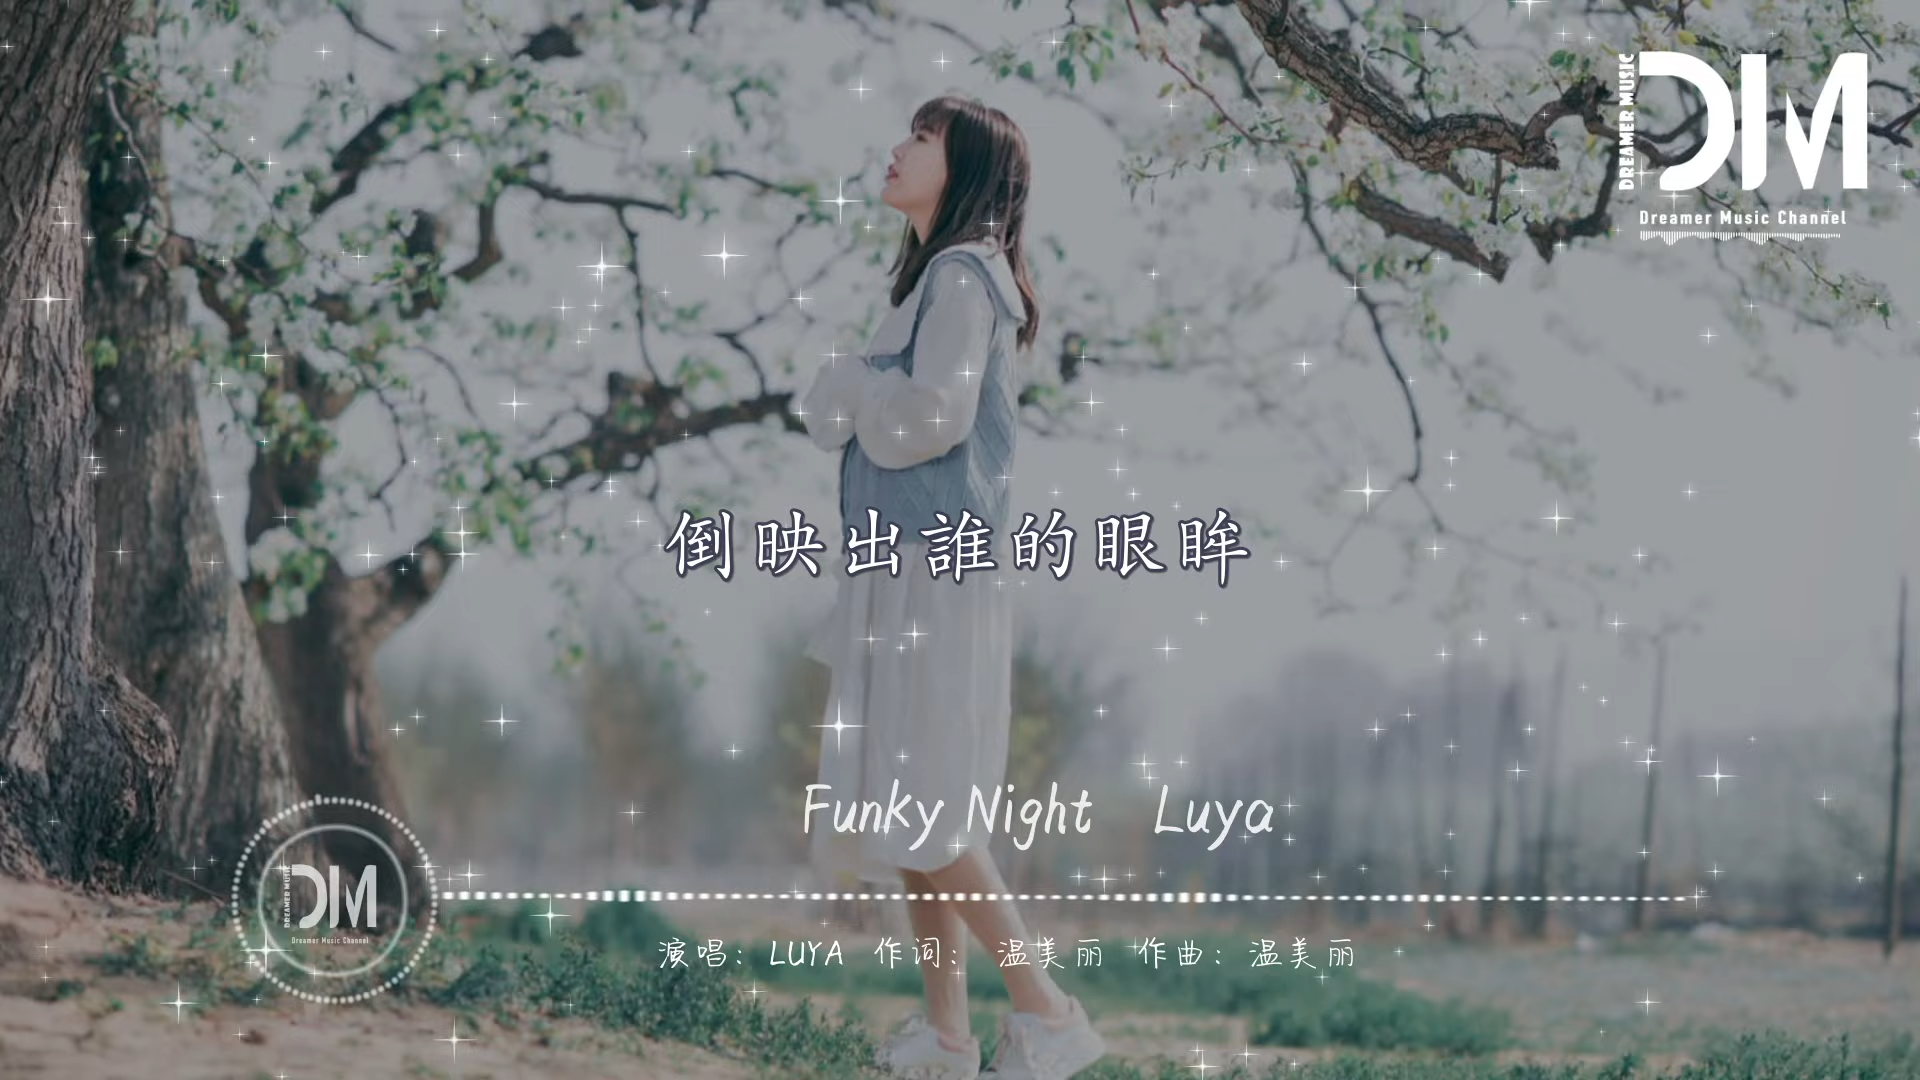 DREAMER MUSIC
DM
Dreamer Music Channel
倒映出誰的眼眸
Funky Night Luya
DREAMER MUSIC
DM
Dreamer Music Channel
演唱：LUYA 作词：温美丽 作曲：温美丽